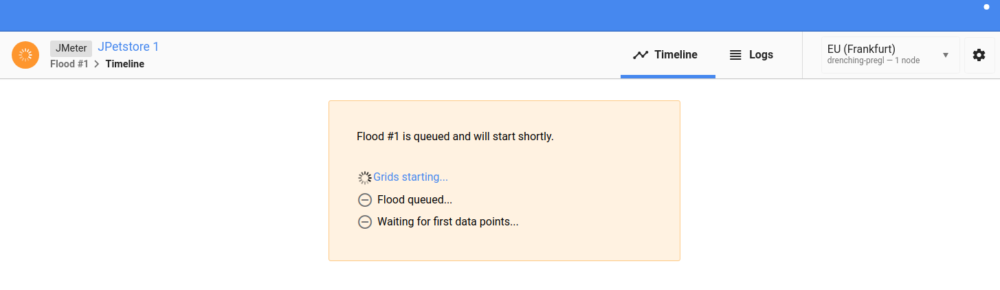 JMeter JPetstore 1
Flood #1 > Timeline
Timeline
Logs
EU (Frankfurt)
drenching-pregl — 1 node
Flood #1 is queued and will start shortly.
Grids starting...
Flood queued...
Waiting for first data points...